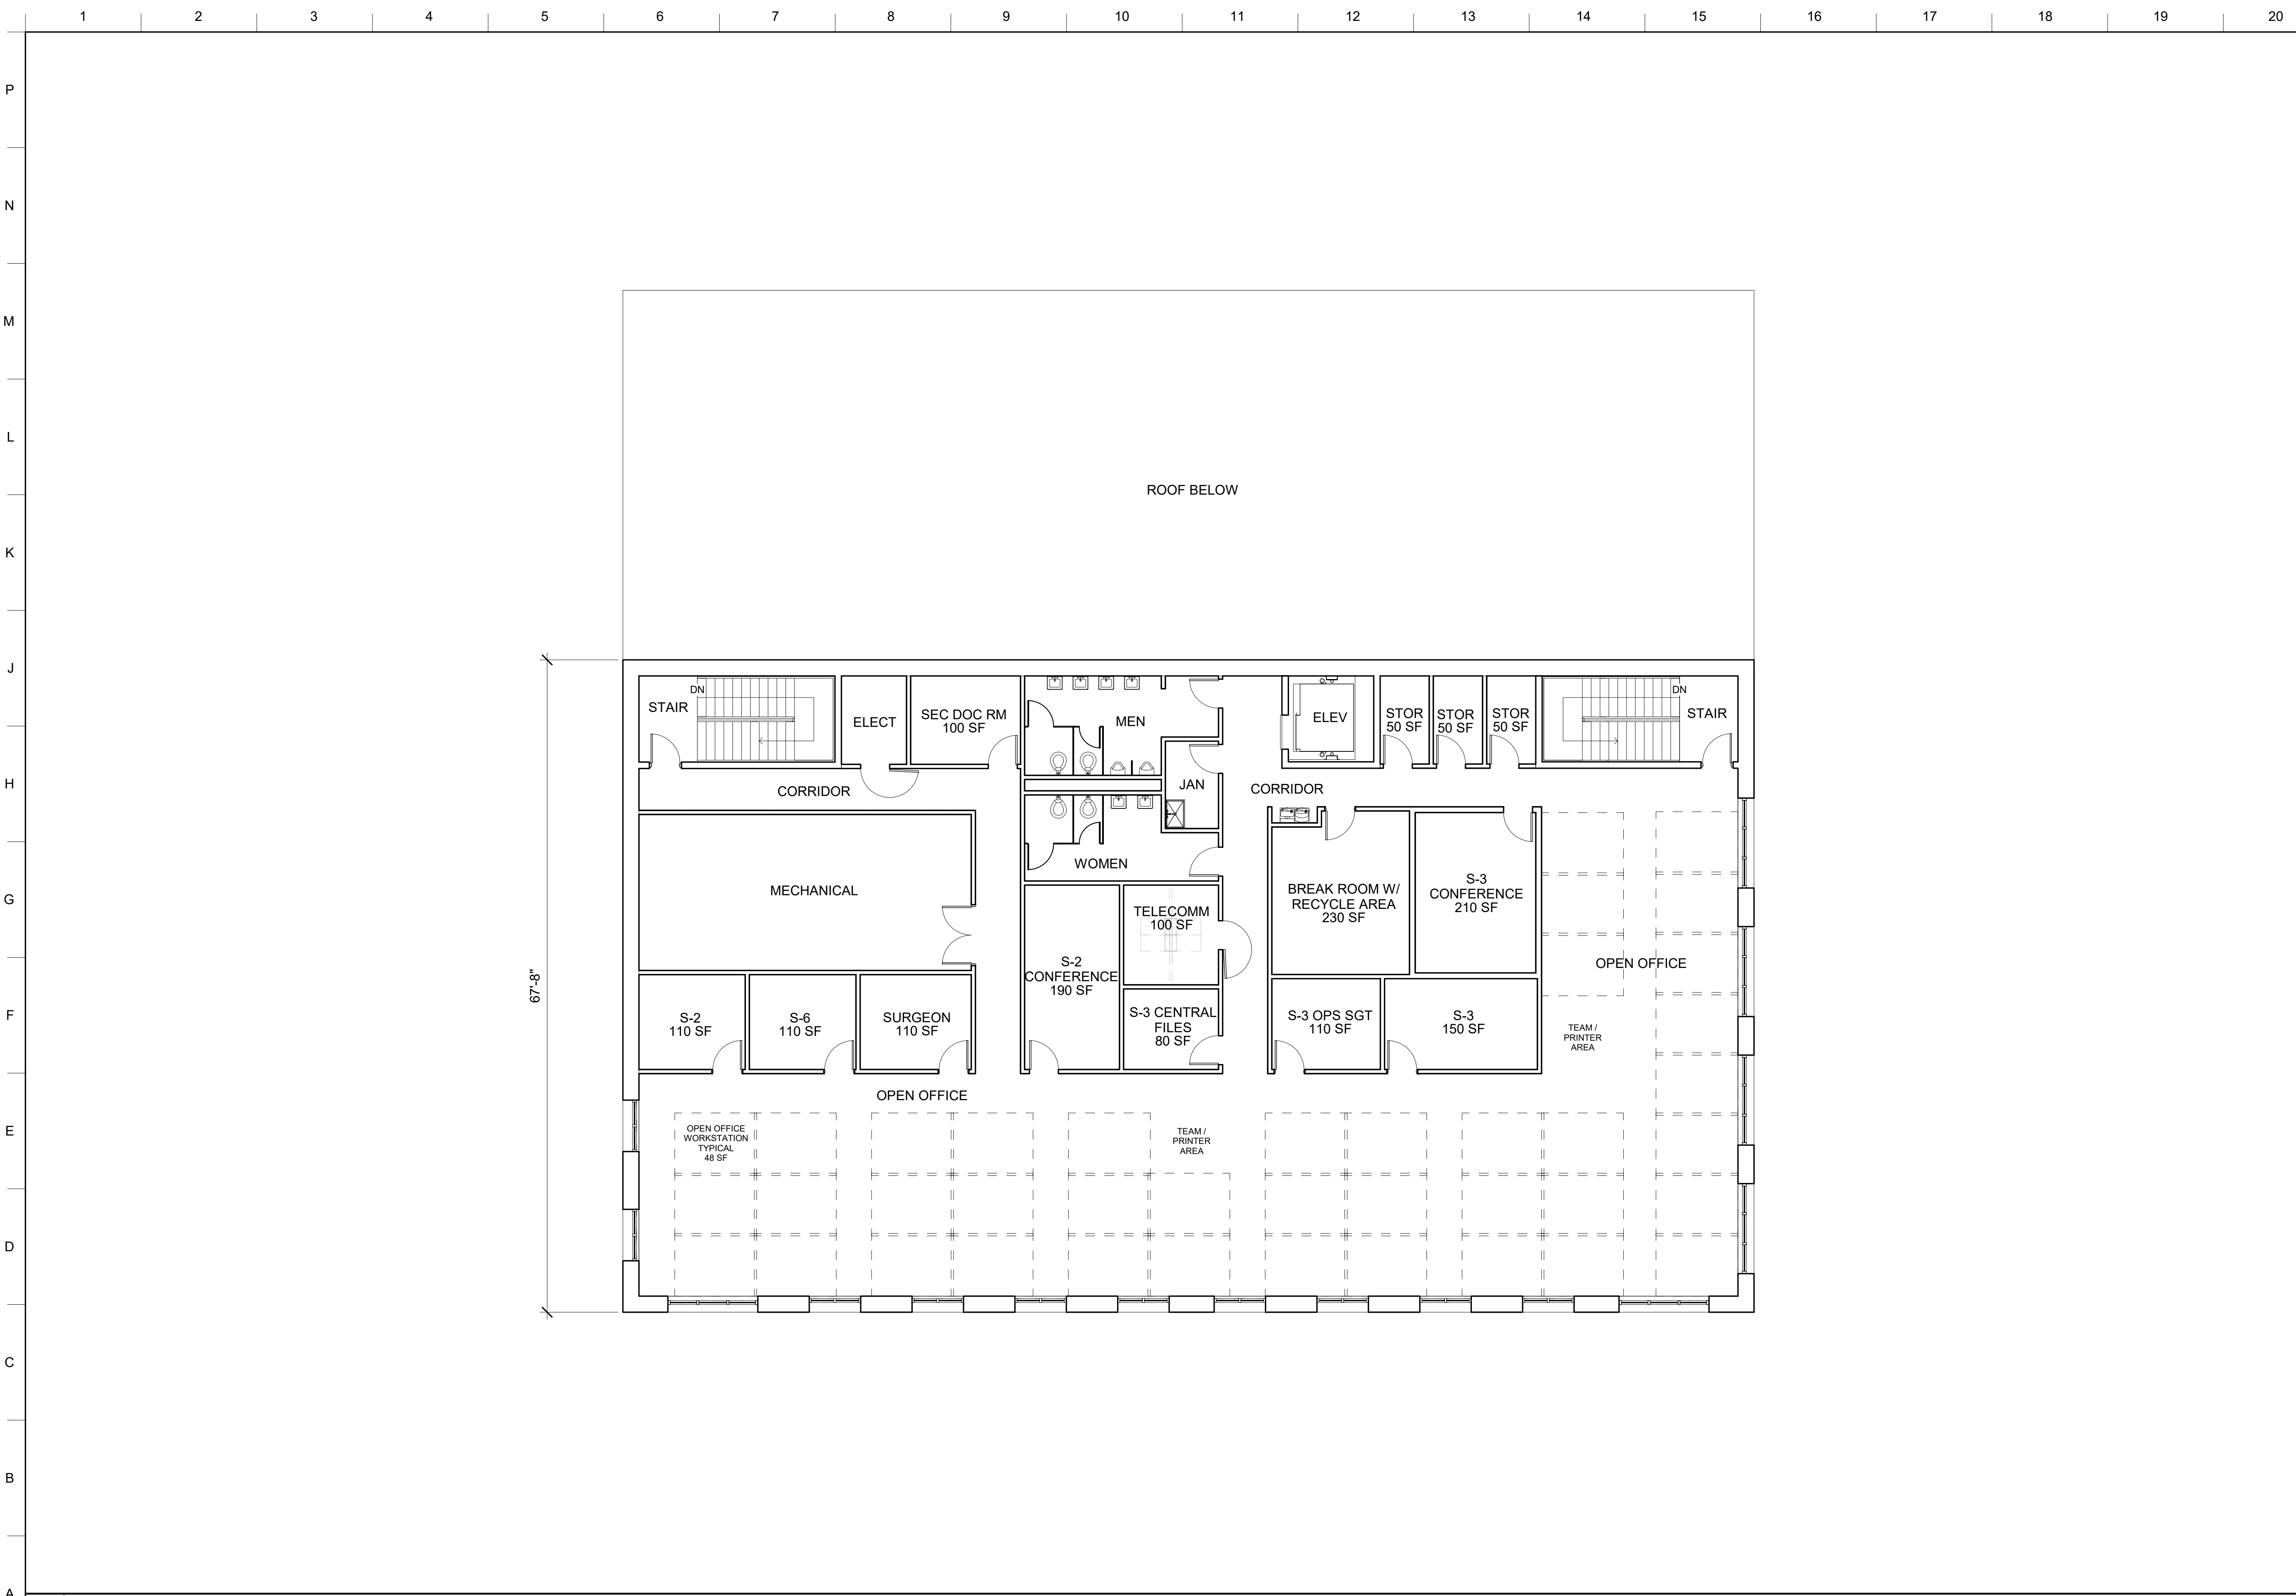 1 2 3 4 5 6 7 8 9 10 11 12 13 14 15 16 17 18 19 20
P
N
M
L
K
J
H
G
F
E
D
C
B
A
ROOF BELOW
67'-8"
STAIR
DN
ELECT
SEC DOC RM
100 SF
MEN
ELEV
STOR
50 SF
STOR
50 SF
STOR
50 SF
DN
STAIR
CORRIDOR
JAN
CORRIDOR
WOMEN
MECHANICAL
TELECOMM
100 SF
BREAK ROOM W/
RECYCLE AREA
230 SF
S-3
CONFERENCE
210 SF
OPEN OFFICE
S-2
CONFERENCE
190 SF
S-2
110 SF
S-6
110 SF
SURGEON
110 SF
S-3 CENTRAL
FILES
80 SF
S-3 OPS SGT
110 SF
S-3
150 SF
TEAM /
PRINTER
AREA
OPEN OFFICE
OPEN OFFICE
WORKSTATION
TYPICAL
48 SF
TEAM /
PRINTER
AREA